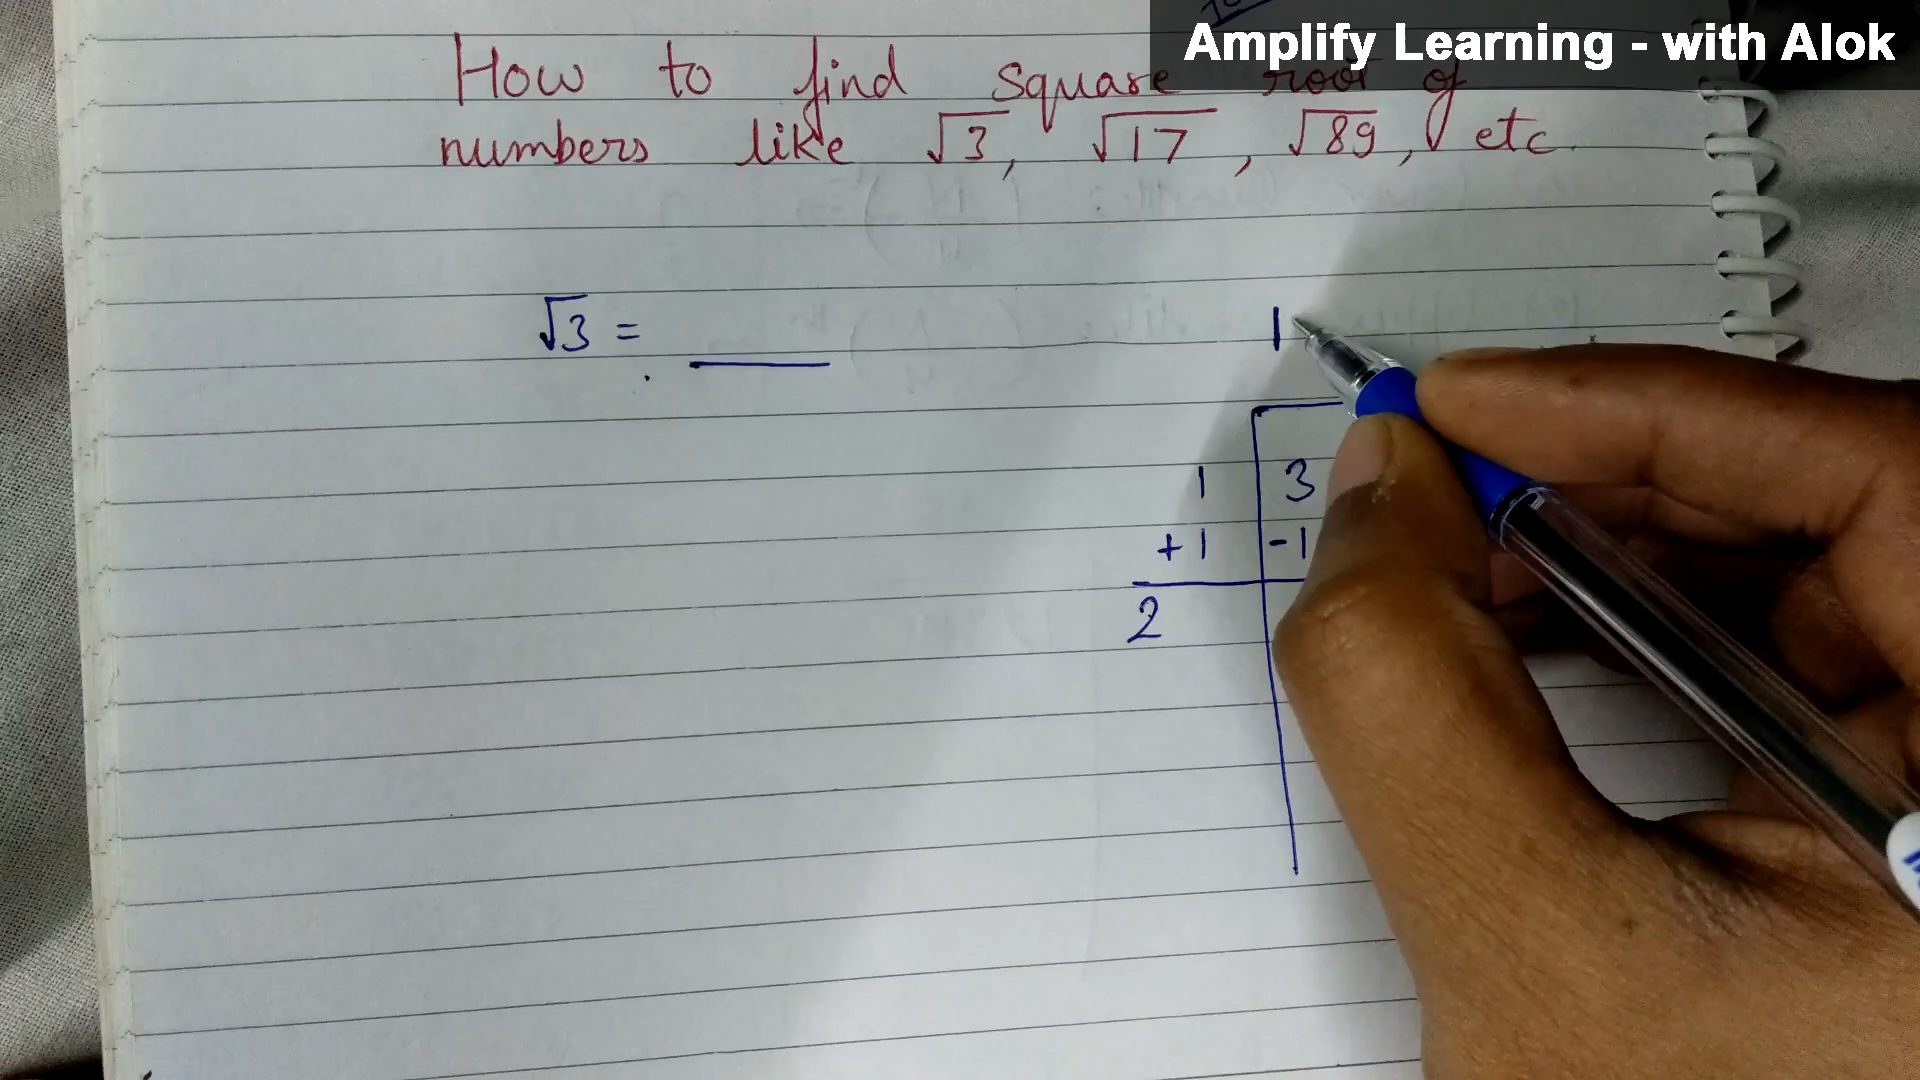 Amplify Learning - with Alok
How to find square root of
numbers like √3, √17, √89, etc.
√3 = ____
1
1 3
+1 -1
2